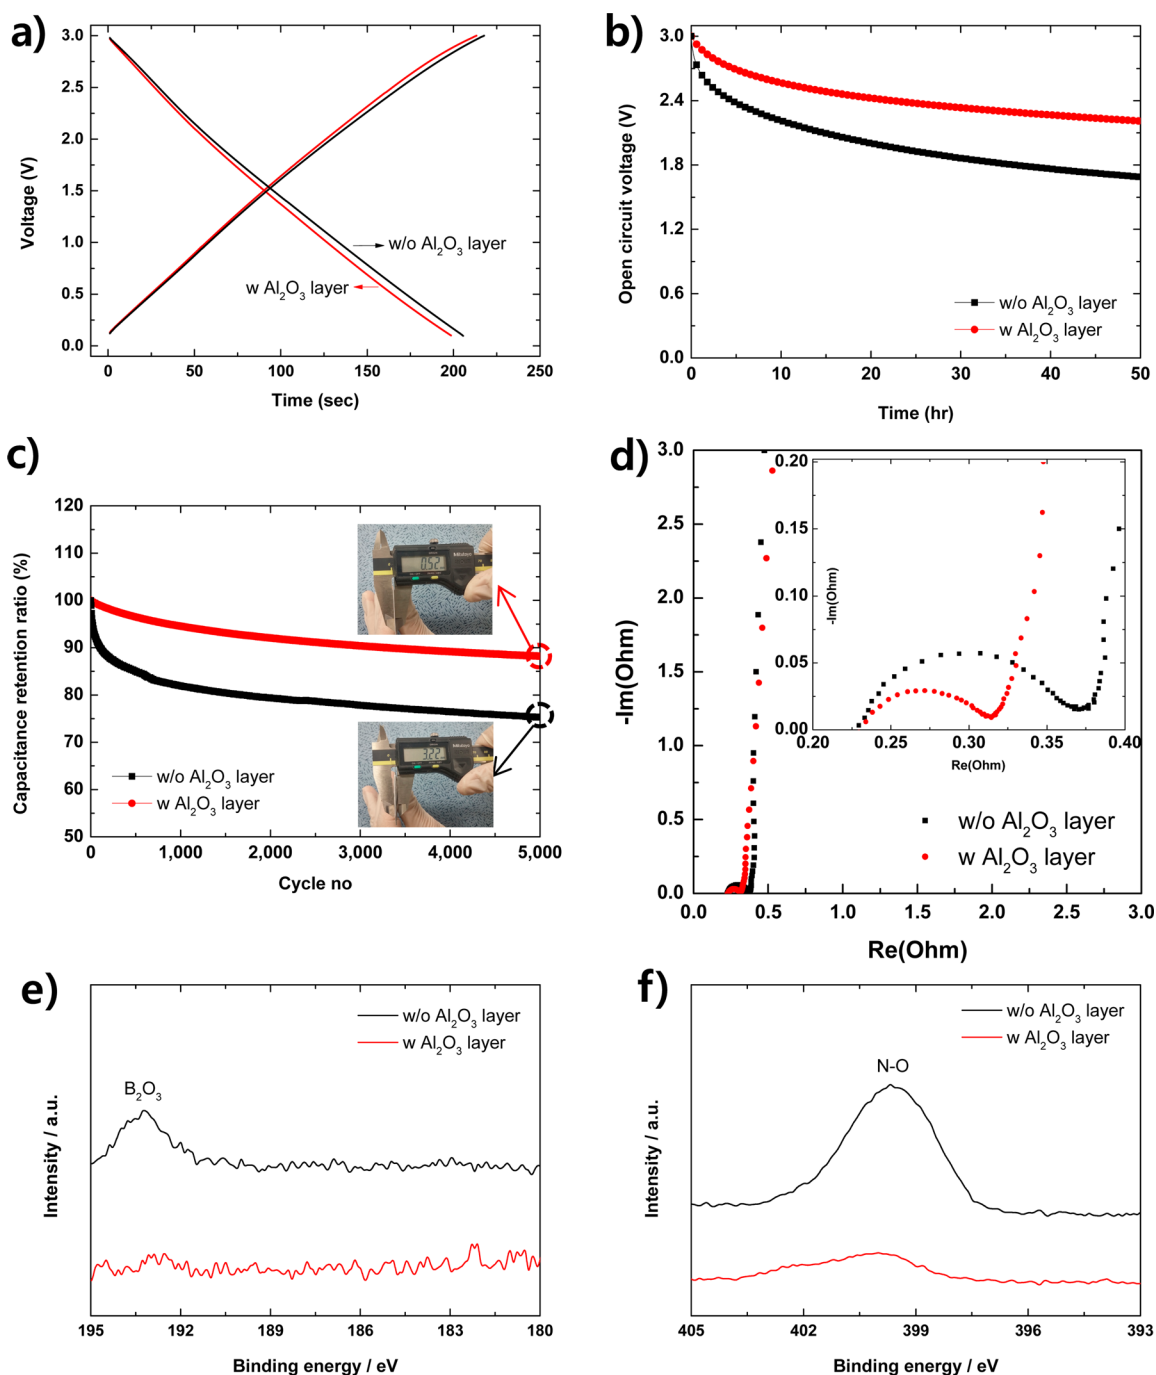 a)
3.0
2.5
2.0
1.5
1.0
0.5
0.0
Voltage (V)
w/o Al₂O₃ layer
w Al₂O₃ layer
0 50 100 150 200 250
Time (sec)
b)
3.0
2.4
1.8
1.2
0.6
0.0
Open circuit voltage (V)
w/o Al₂O₃ layer
w Al₂O₃ layer
0 10 20 30 40 50
Time (hr)
c)
120
110
100
90
80
70
60
50
Capacitance retention ratio (%)
0.52
3.22
w/o Al₂O₃ layer
w Al₂O₃ layer
0 1,000 2,000 3,000 4,000 5,000
Cycle no
d)
3.0
2.5
2.0
1.5
1.0
0.5
0.0
-Im(Ohm)
0.20
0.15
0.10
0.05
0.00
-Im(Ohm)
0.20 0.25 0.30 0.35 0.40
Re(Ohm)
w/o Al₂O₃ layer
w Al₂O₃ layer
0.0 0.5 1.0 1.5 2.0 2.5 3.0
Re(Ohm)
e)
w/o Al₂O₃ layer
w Al₂O₃ layer
B₂O₃
Intensity / a.u.
195 192 189 186 183 180
Binding energy / eV
f)
w/o Al₂O₃ layer
w Al₂O₃ layer
N-O
Intensity / a.u.
405 402 399 396 393
Binding energy / eV